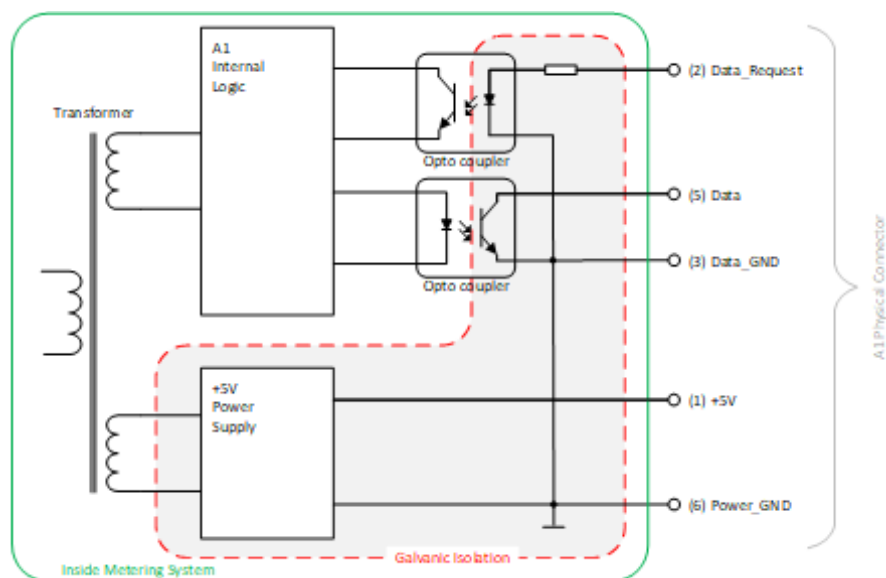 A1
Internal
Logic
Transformer
Opto coupler
Opto coupler
(2) Data_Request
(5) Data
(3) Data_GND
+5V
Power
Supply
(1) +5V
(6) Power_GND
Galvanic Isolation
Inside Metering System
A1 Physical Connector